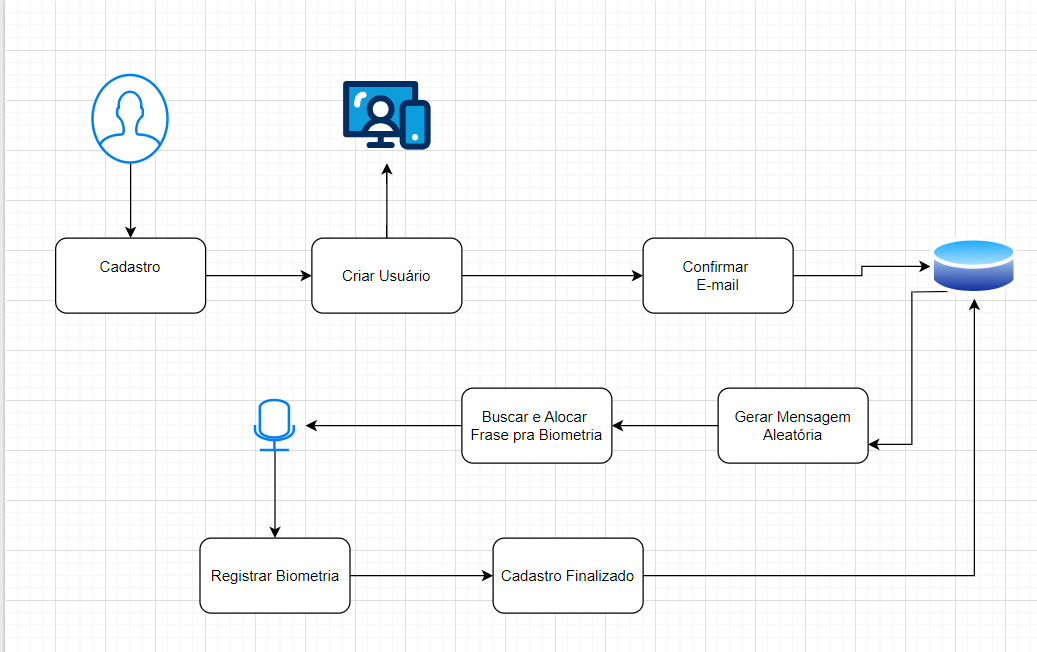 Cadastro
Criar Usuário
Confirmar
E-mail
Buscar e Alocar
Frase pra Biometria
Gerar Mensagem
Aleatória
Registrar Biometria
Cadastro Finalizado